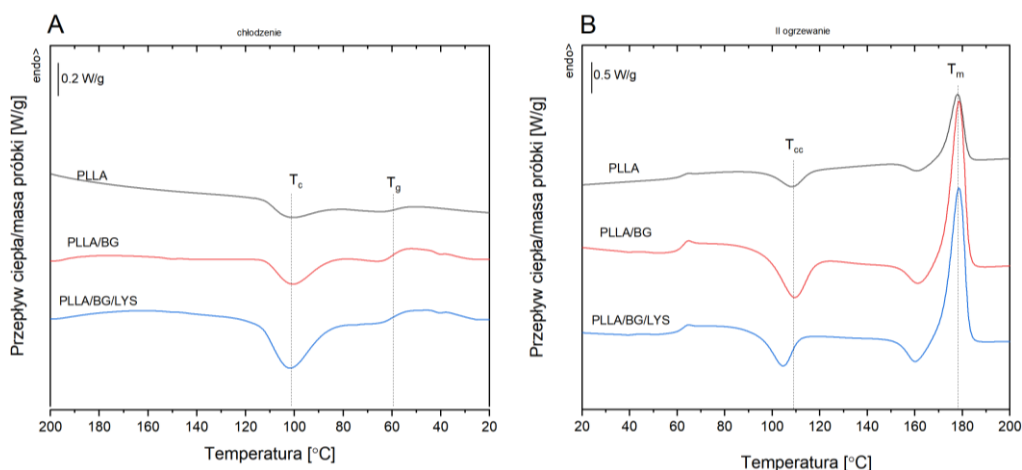 A
chłodzenie
endo>
0.2 W/g
Przepływ ciepła/masa próbki [W/g]
PLLA
T_c
T_g
PLLA/BG
PLLA/BG/LYS
200 180 160 140 120 100 80 60 40 20
Temperatura [°C]
B
II ogrzewanie
endo>
0.5 W/g
Przepływ ciepła/masa próbki [W/g]
T_m
T_cc
PLLA
PLLA/BG
PLLA/BG/LYS
20 40 60 80 100 120 140 160 180 200
Temperatura [°C]